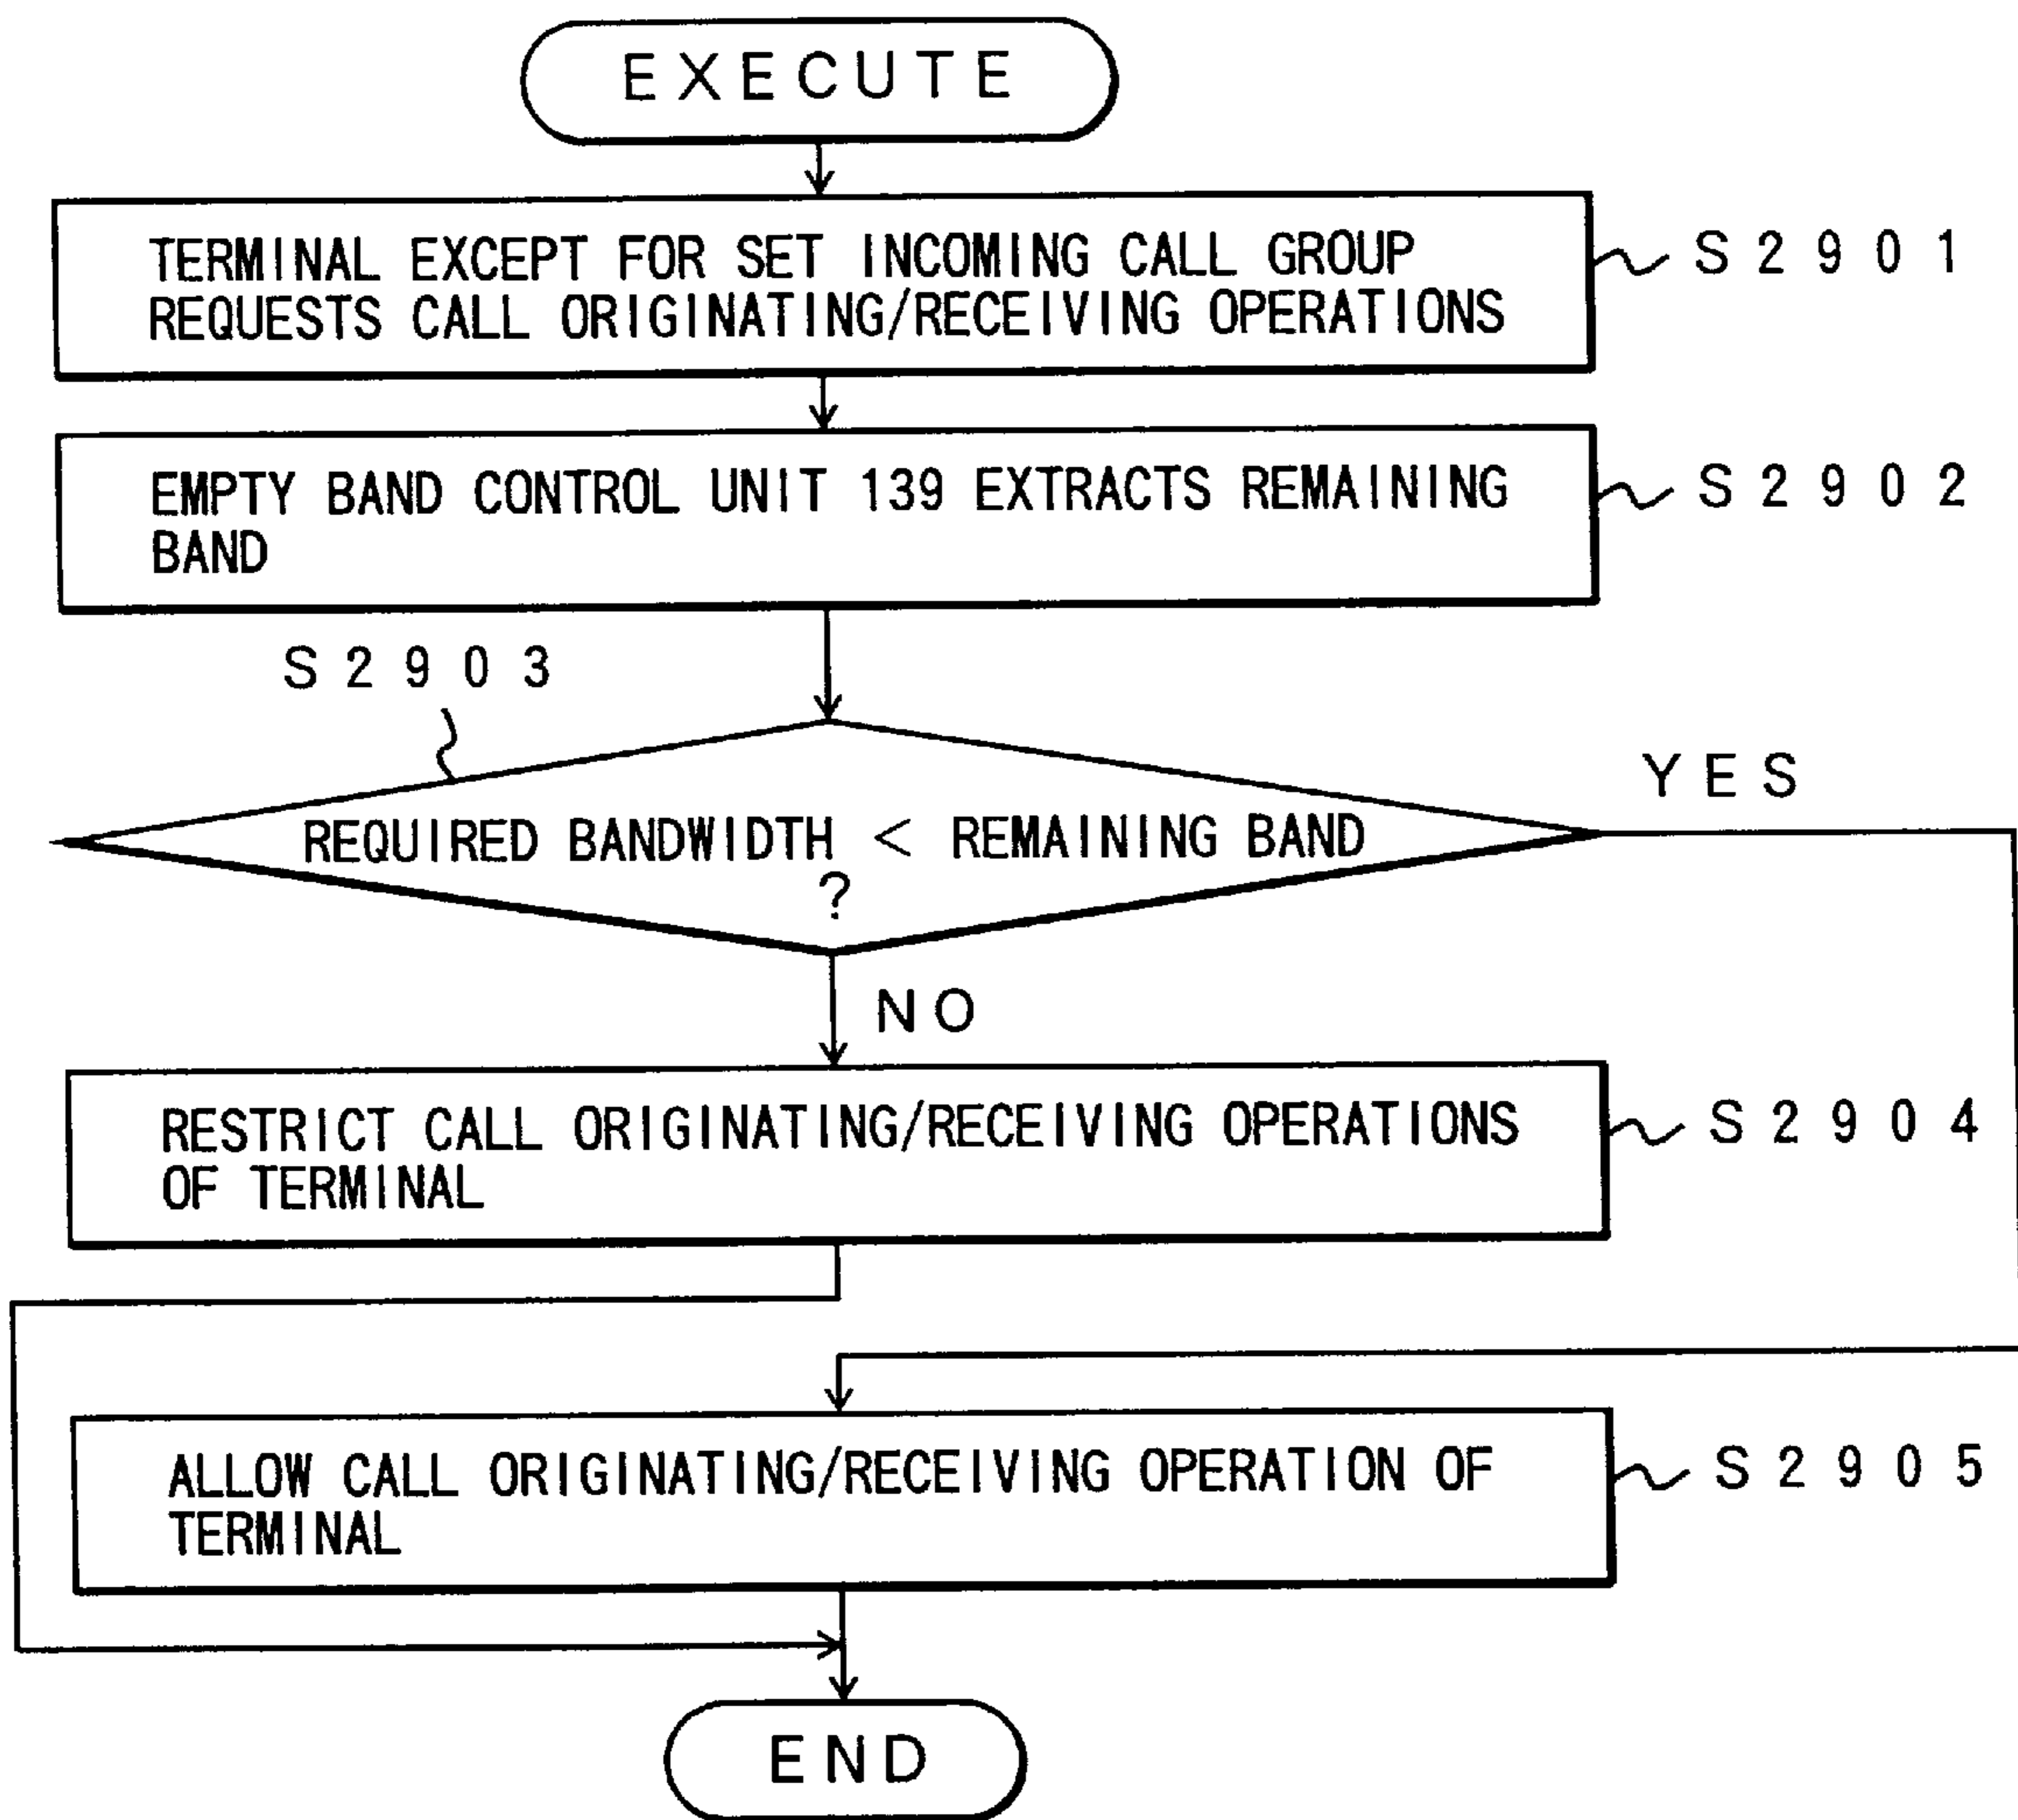 EXECUTE
TERMINAL EXCEPT FOR SET INCOMING CALL GROUP
REQUESTS CALL ORIGINATING/RECEIVING OPERATIONS
S2901
EMPTY BAND CONTROL UNIT 139 EXTRACTS REMAINING
BAND
S2902
S2903
REQUIRED BANDWIDTH < REMAINING BAND
?
YES
NO
RESTRICT CALL ORIGINATING/RECEIVING OPERATIONS
OF TERMINAL
S2904
ALLOW CALL ORIGINATING/RECEIVING OPERATION OF
TERMINAL
S2905
END